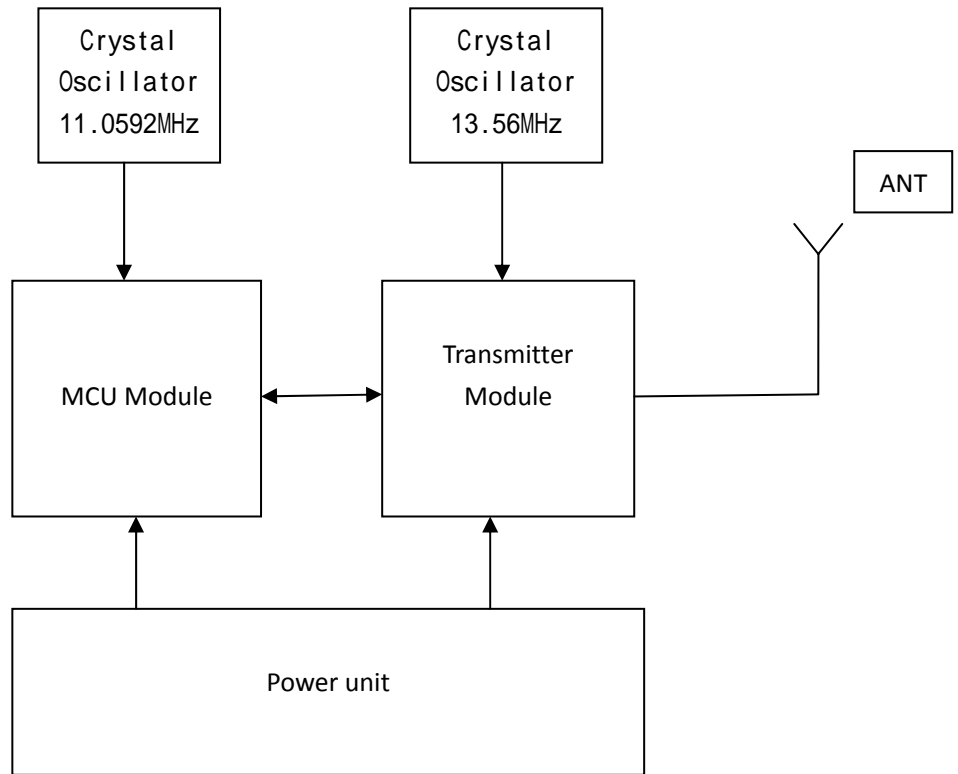 Crystal
Oscillator
11.0592MHz
Crystal
Oscillator
13.56MHz
ANT
MCU Module
Transmitter
Module
Power unit